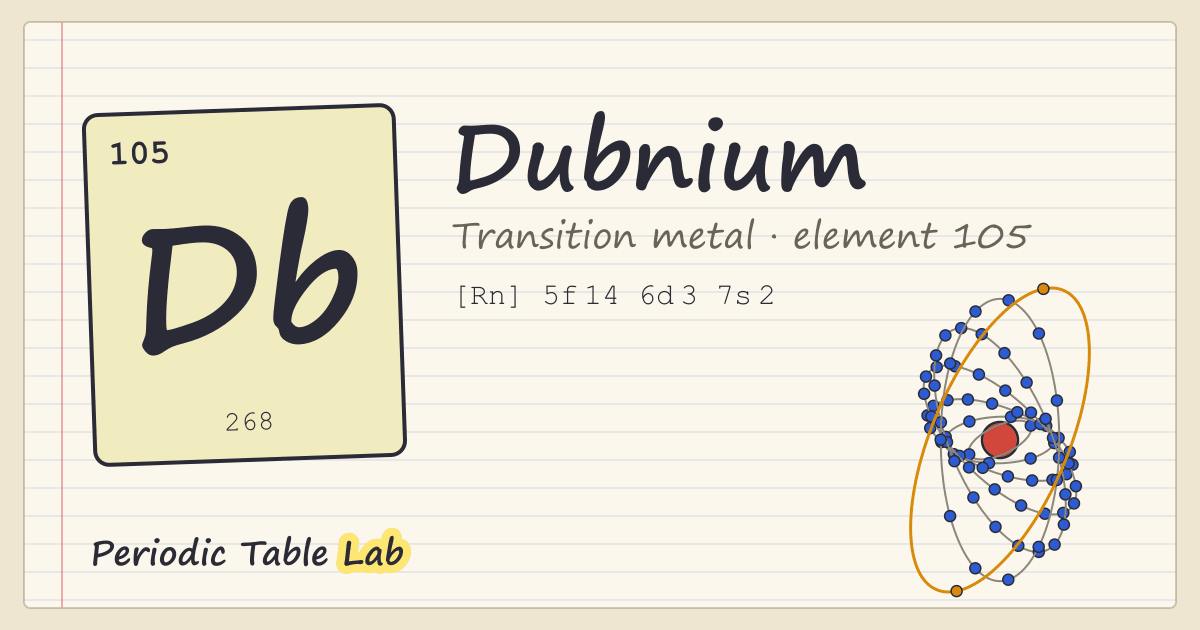 105
Db
268
Dubnium
Transition metal · element 105
[Rn] 5f14 6d3 7s2
Periodic Table Lab